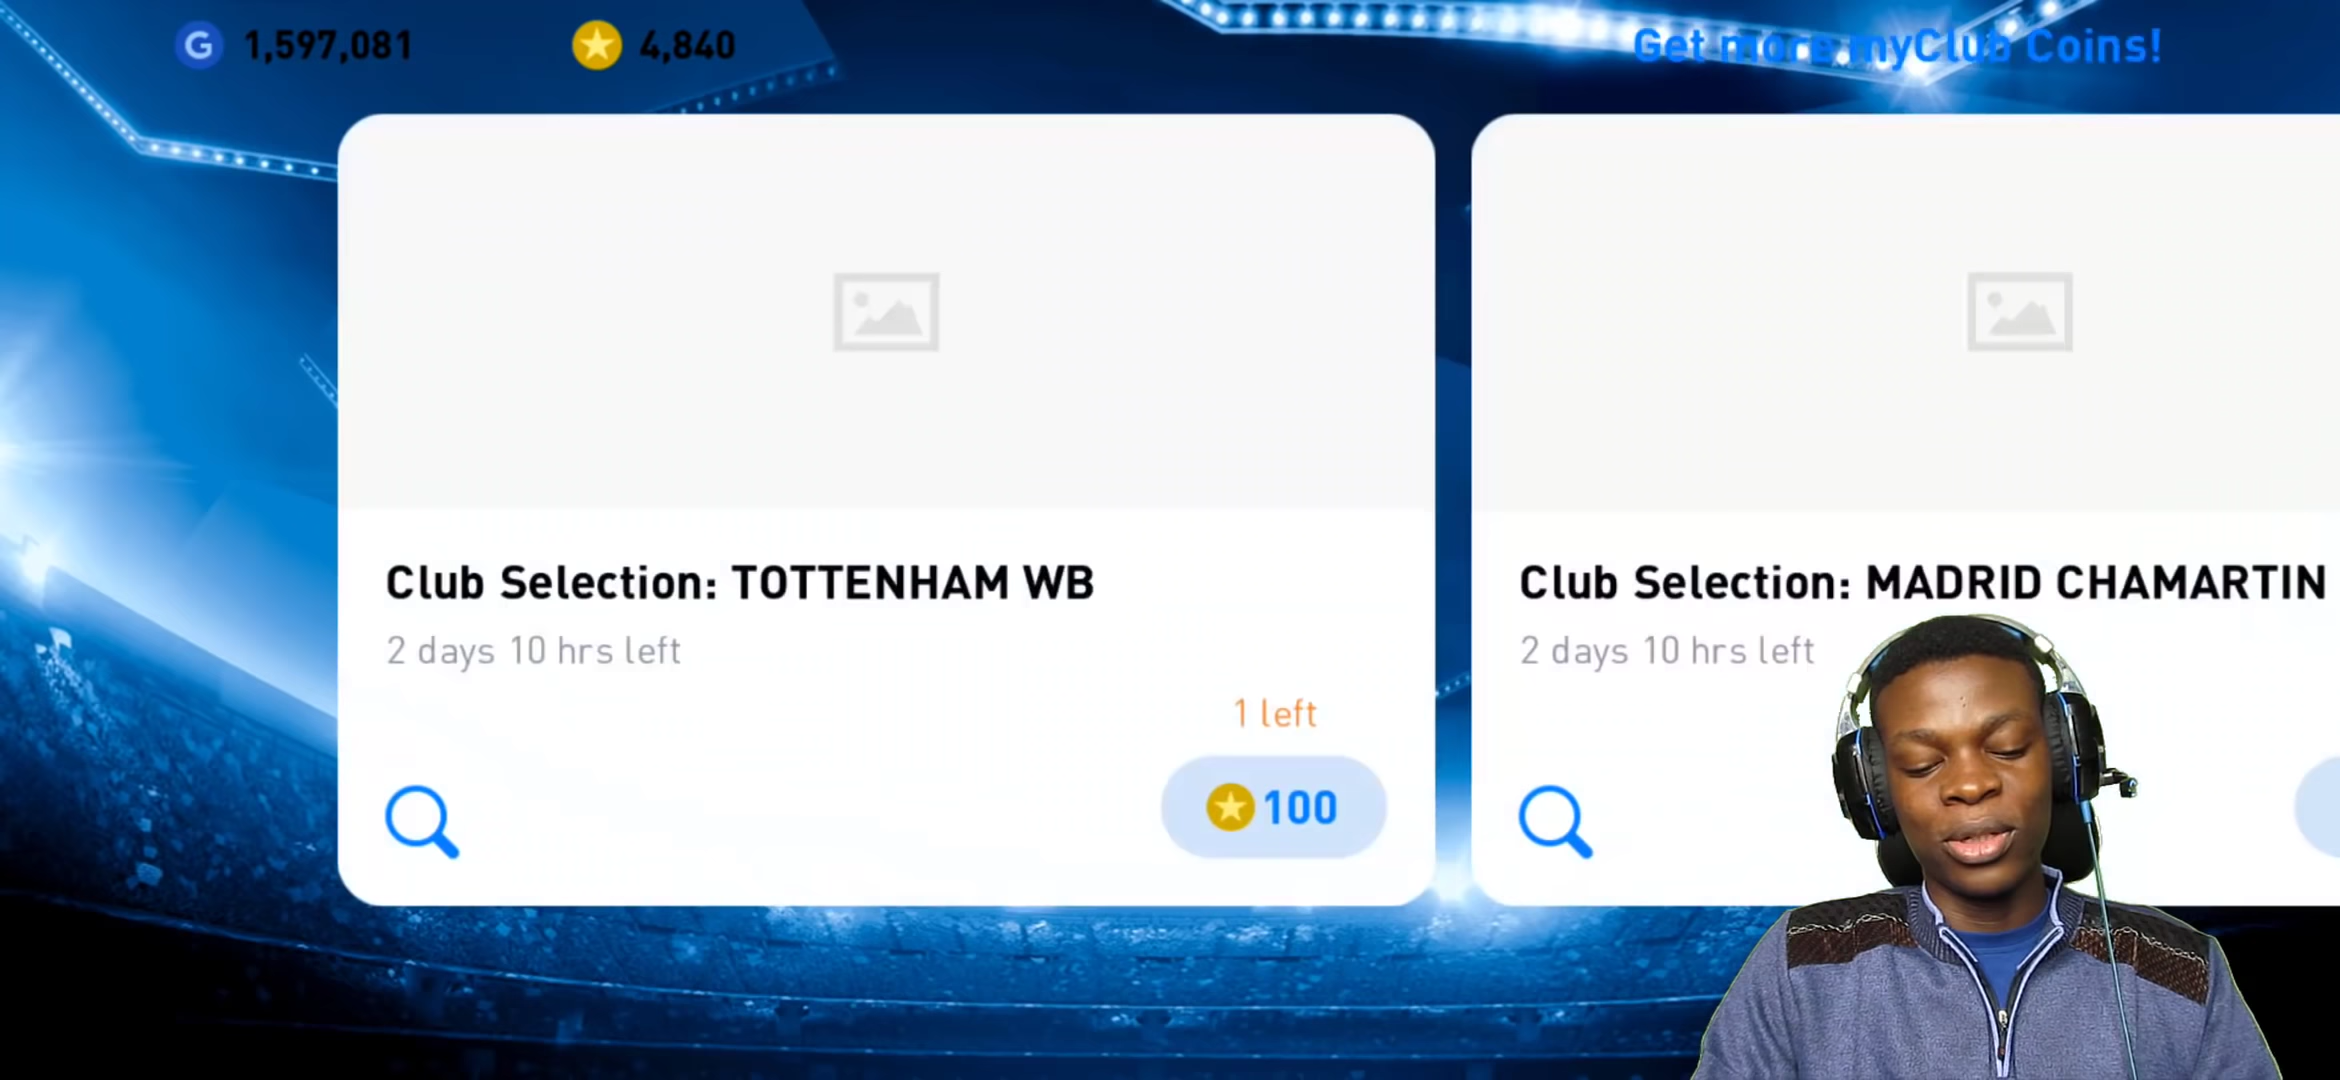 G 1,597,081
4,840
Get more myClub Coins!
Club Selection: TOTTENHAM WB
2 days 10 hrs left
1 left
100
Club Selection: MADRID CHAMARTIN
2 days 10 hrs left